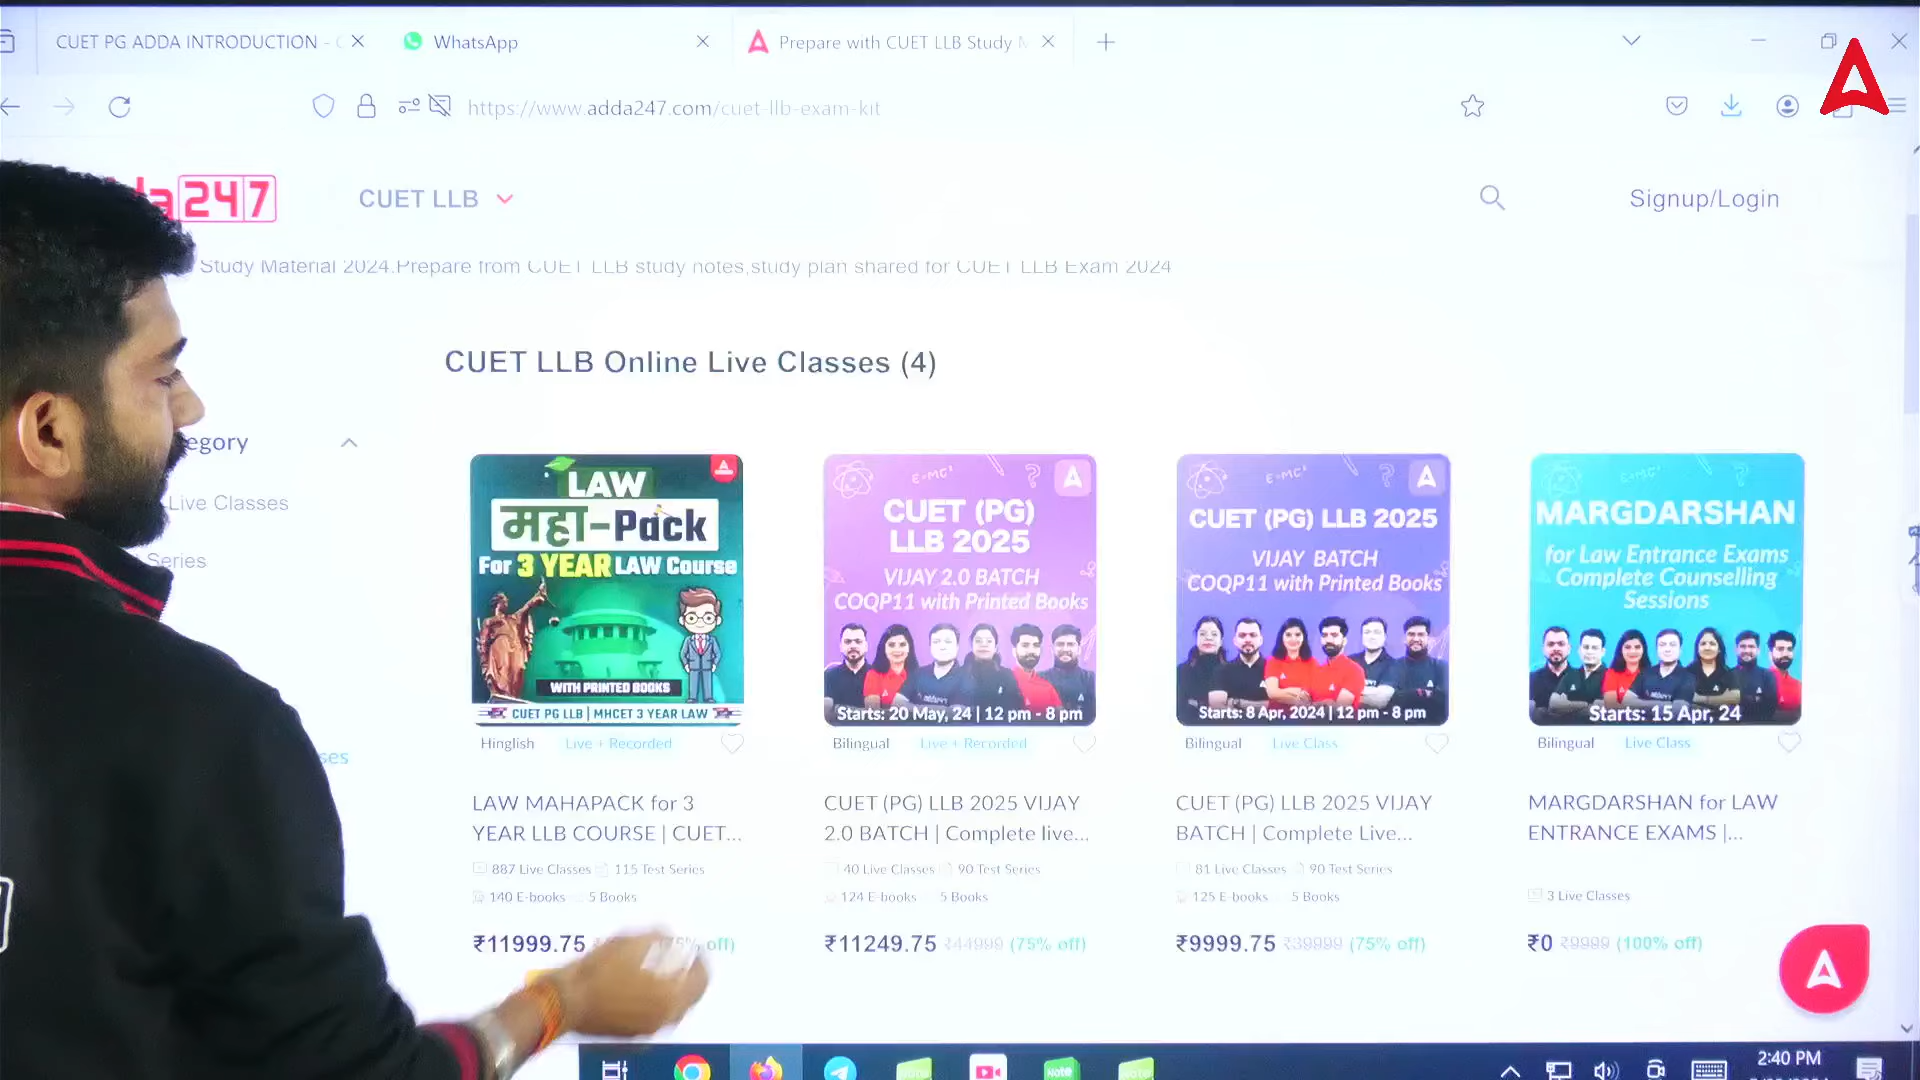 CUET PG ADDA INTRODUCTION -
WhatsApp
Prepare with CUET LLB Study
https://www.adda247.com/cuet-llb-exam-kit
247
CUET LLB
Signup/Login
Study Material 2024.Prepare from CUET LLB study notes,study plan shared for CUET LLB Exam 2024
CUET LLB Online Live Classes (4)
Live Classes
Series
LAW
महा-Pack
For 3 YEAR LAW Course
WITH PRINTED BOOKS
CUET PG LLB | MHCET 3 YEAR LAW
E=MC²
CUET (PG)
LLB 2025
VIJAY 2.0 BATCH
COQP11 with Printed Books
Starts: 20 May, 24 | 12 pm - 8 pm
E=MC²
CUET (PG) LLB 2025
VIJAY BATCH
COQP11 with Printed Books
Starts: 8 Apr, 2024 | 12 pm - 8 pm
E=MC²
MARGDARSHAN
for Law Entrance Exams
Complete Counselling
Sessions
Starts: 15 Apr, 24
Hinglish Live + Recorded
Bilingual Live + Recorded
Bilingual Live Class
Bilingual Live Class
LAW MAHAPACK for 3
YEAR LLB COURSE | CUET...
887 Live Classes 115 Test Series
140 E-books 5 Books
₹11999.75 (75% off)
CUET (PG) LLB 2025 VIJAY
2.0 BATCH | Complete live...
40 Live Classes 90 Test Series
124 E-books 5 Books
₹11249.75 ₹44999 (75% off)
CUET (PG) LLB 2025 VIJAY
BATCH | Complete Live...
81 Live Classes 90 Test Series
125 E-books 5 Books
₹9999.75 ₹39999 (75% off)
MARGDARSHAN for LAW
ENTRANCE EXAMS |...
3 Live Classes
₹0 ₹9999 (100% off)
2:40 PM